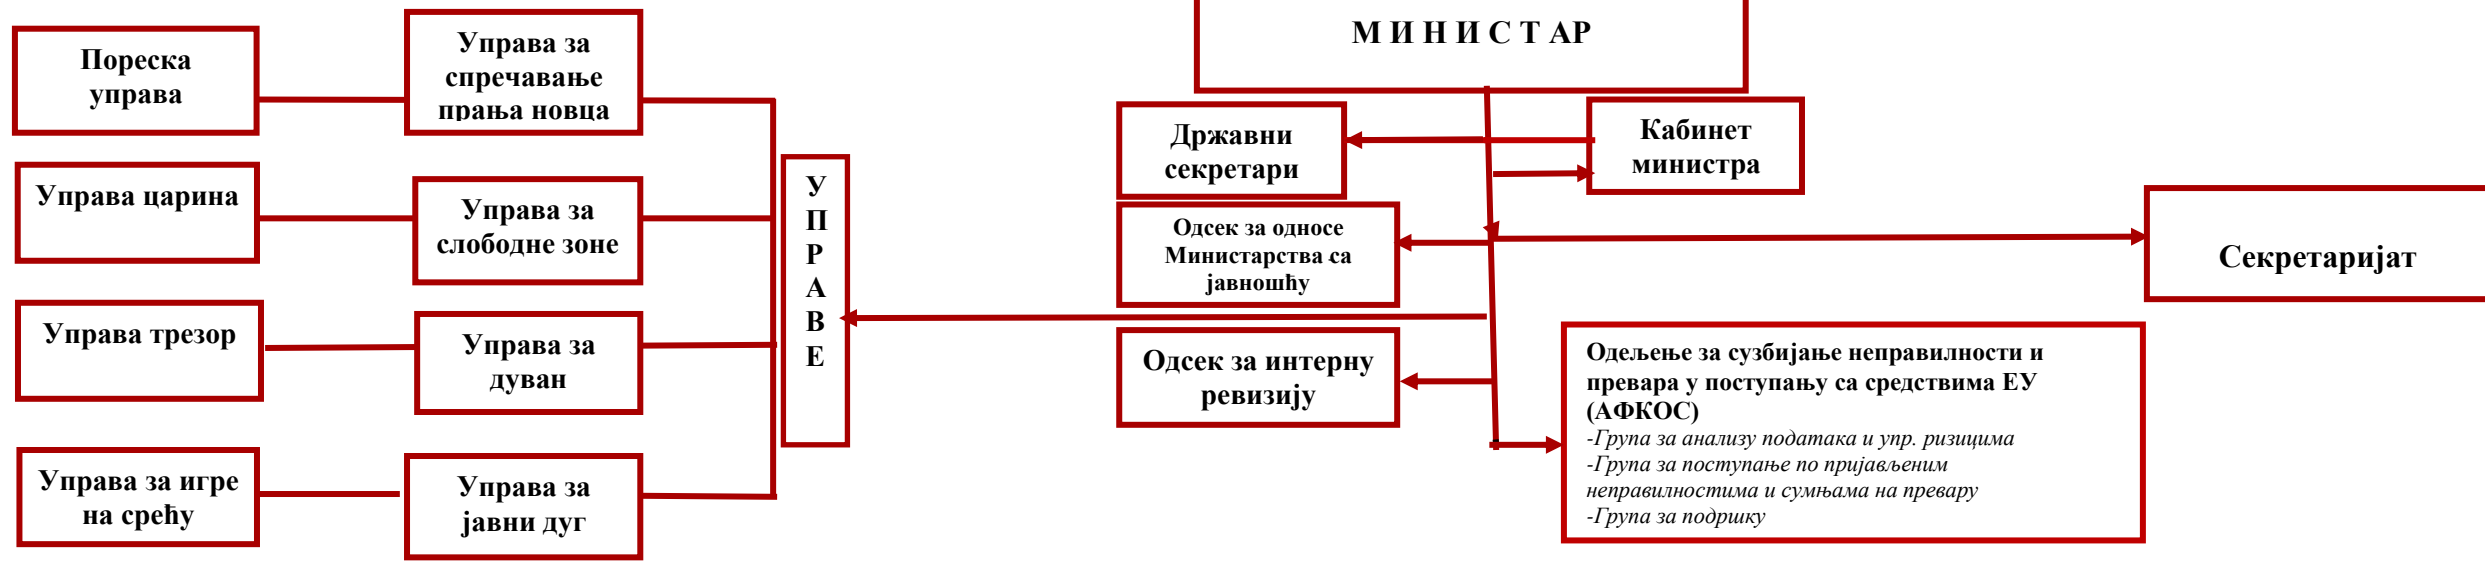 М И Н И С Т АР
Пореска
управа
Управа за
спречавање
прања новца
Државни
секретари
Кабинет
министра
Управа царина
Управа за
слободне зоне
У
П
Р
А
В
Е
Одсек за односе
Министарства са
јавношћу
Секретаријат
Управа трезор
Управа за
дуван
Одсек за интерну
ревизију
Одељење за сузбијање неправилности и
превара у поступању са средствима ЕУ
(АФКОС)
-Група за анализу података и упр. ризицима
-Група за поступање по пријављеним
неправилностима и сумњама на превару
-Група за подршку
Управа за игре
на срећу
Управа за
јавни дуг